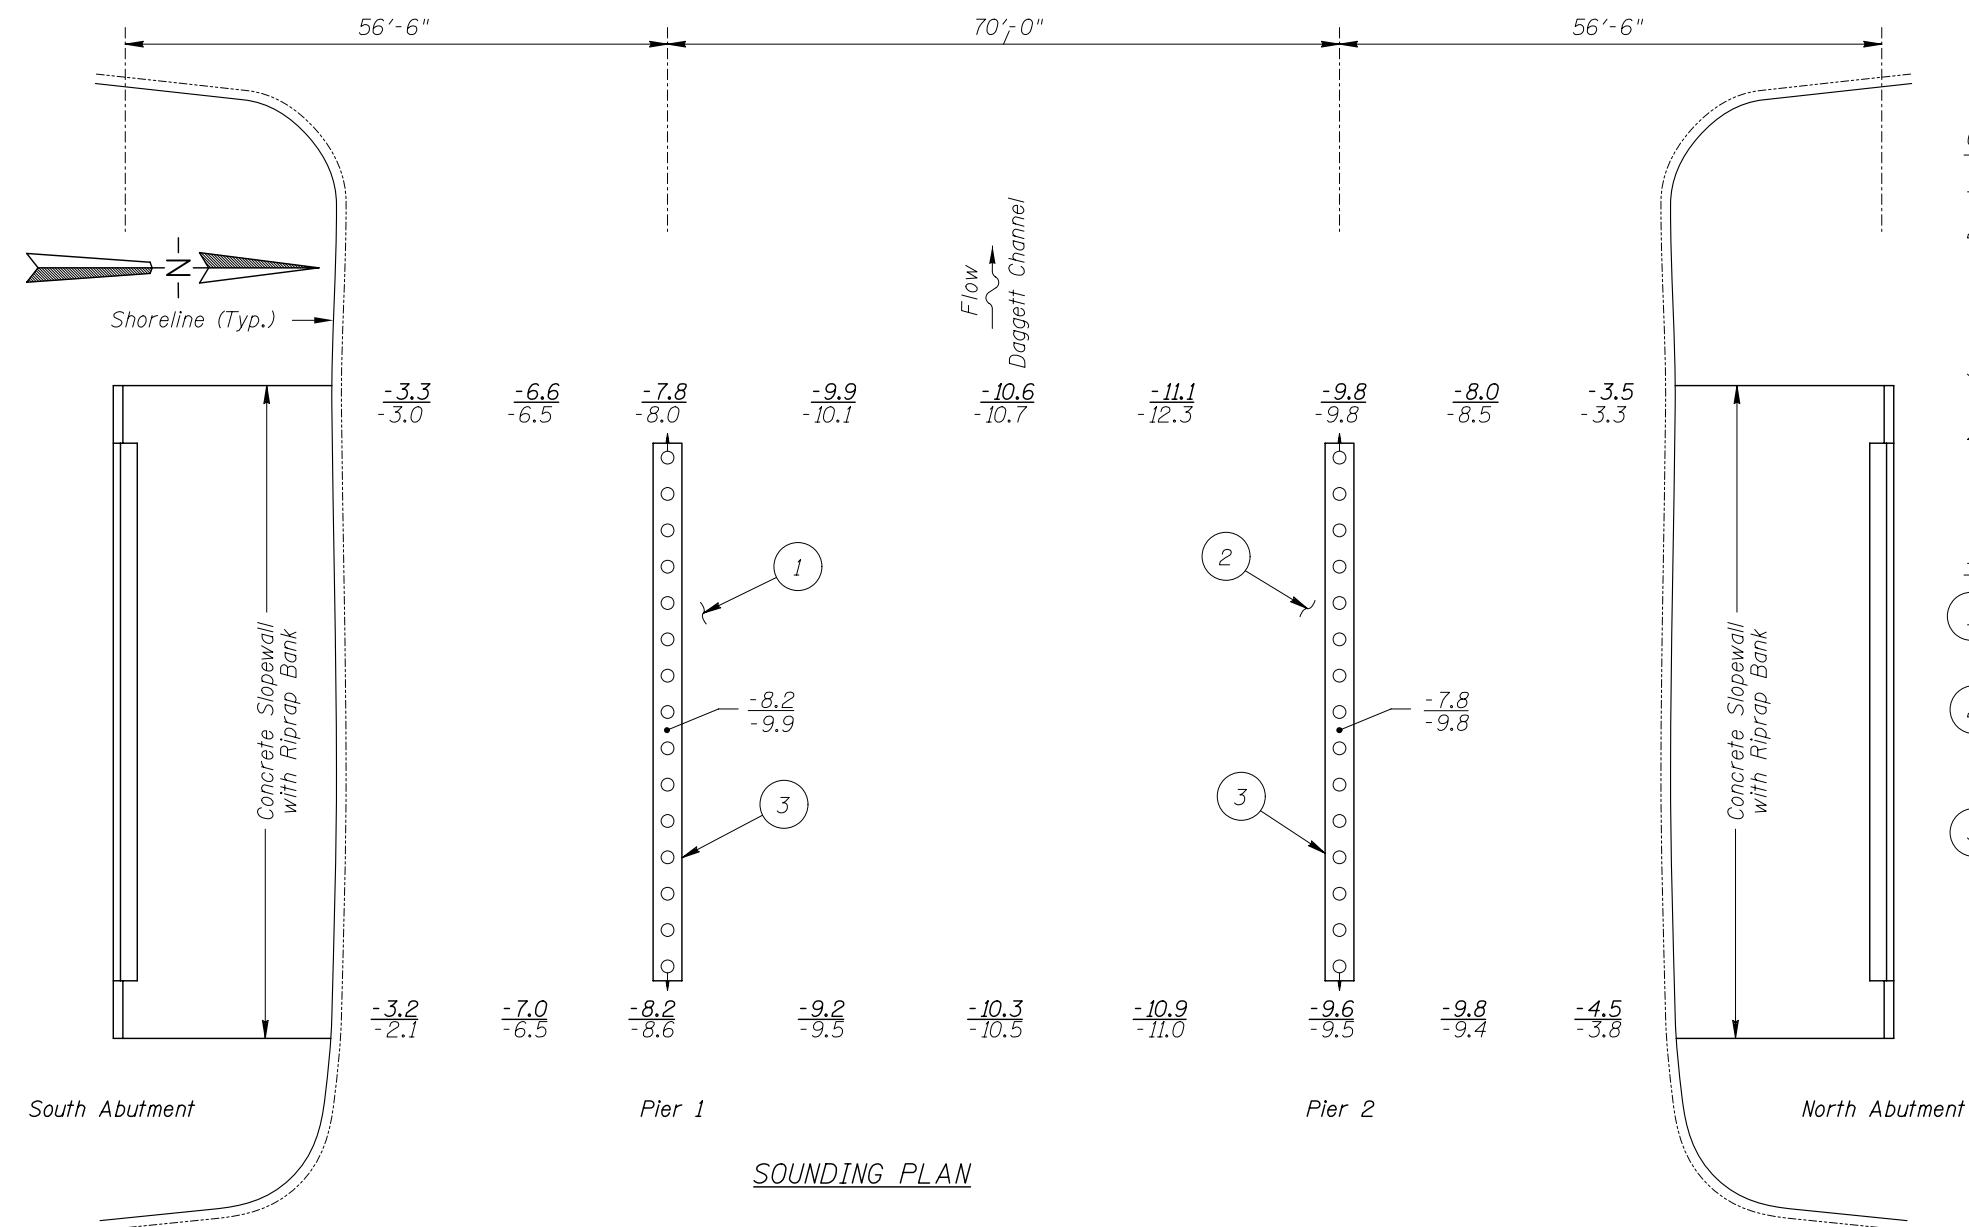 56'-6" 70'-0" 56'-6"
Flow
Daggett Channel
N
Shoreline (Typ.)
-3.3 -6.6 -7.8 -9.9 -10.6 -11.1 -9.8 -8.0 -3.5
-3.0 -6.5 -8.0 -10.1 -10.7 -12.3 -9.8 -8.5 -3.3
1 2
Concrete Slopewall
with Riprap Bank
-8.2 -7.8
-9.9 -9.8
Concrete Slopewall
with Riprap Bank
3 3
-3.2 -7.0 -8.2 -9.2 -10.3 -10.9 -9.6 -9.8 -4.5
-2.1 -6.5 -8.6 -9.5 -10.5 -11.0 -9.5 -9.4 -3.8
South Abutment Pier 1 Pier 2 North Abutment
SOUNDING PLAN